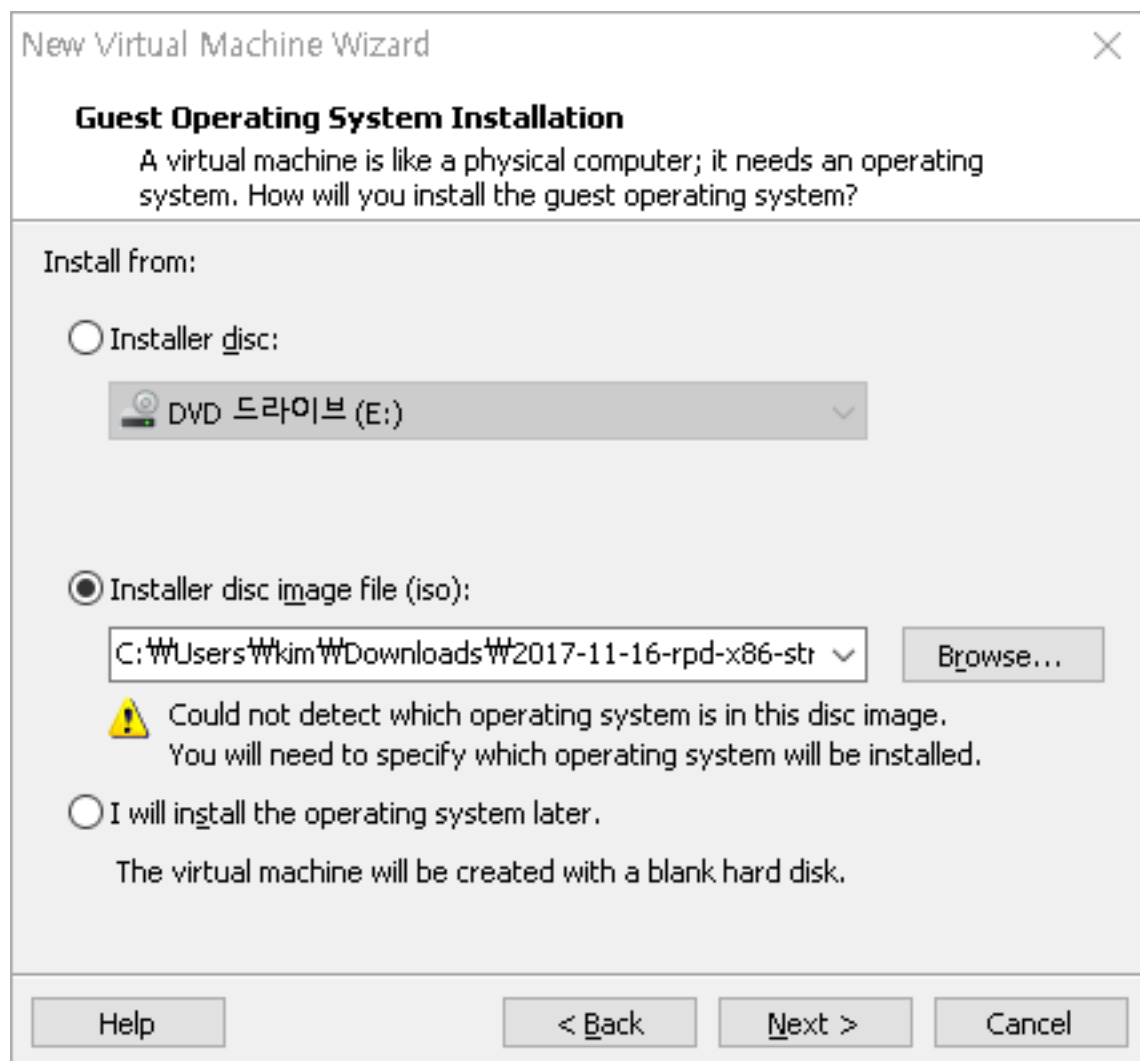 New Virtual Machine Wizard
Guest Operating System Installation
A virtual machine is like a physical computer; it needs an operating
system. How will you install the guest operating system?
Install from:
Installer disc:
DVD 드라이브 (E:)
Installer disc image file (iso):
C:₩Users₩kim₩Downloads₩2017-11-16-rpd-x86-str
Browse...
Could not detect which operating system is in this disc image.
You will need to specify which operating system will be installed.
I will install the operating system later.
The virtual machine will be created with a blank hard disk.
Help
< Back
Next >
Cancel